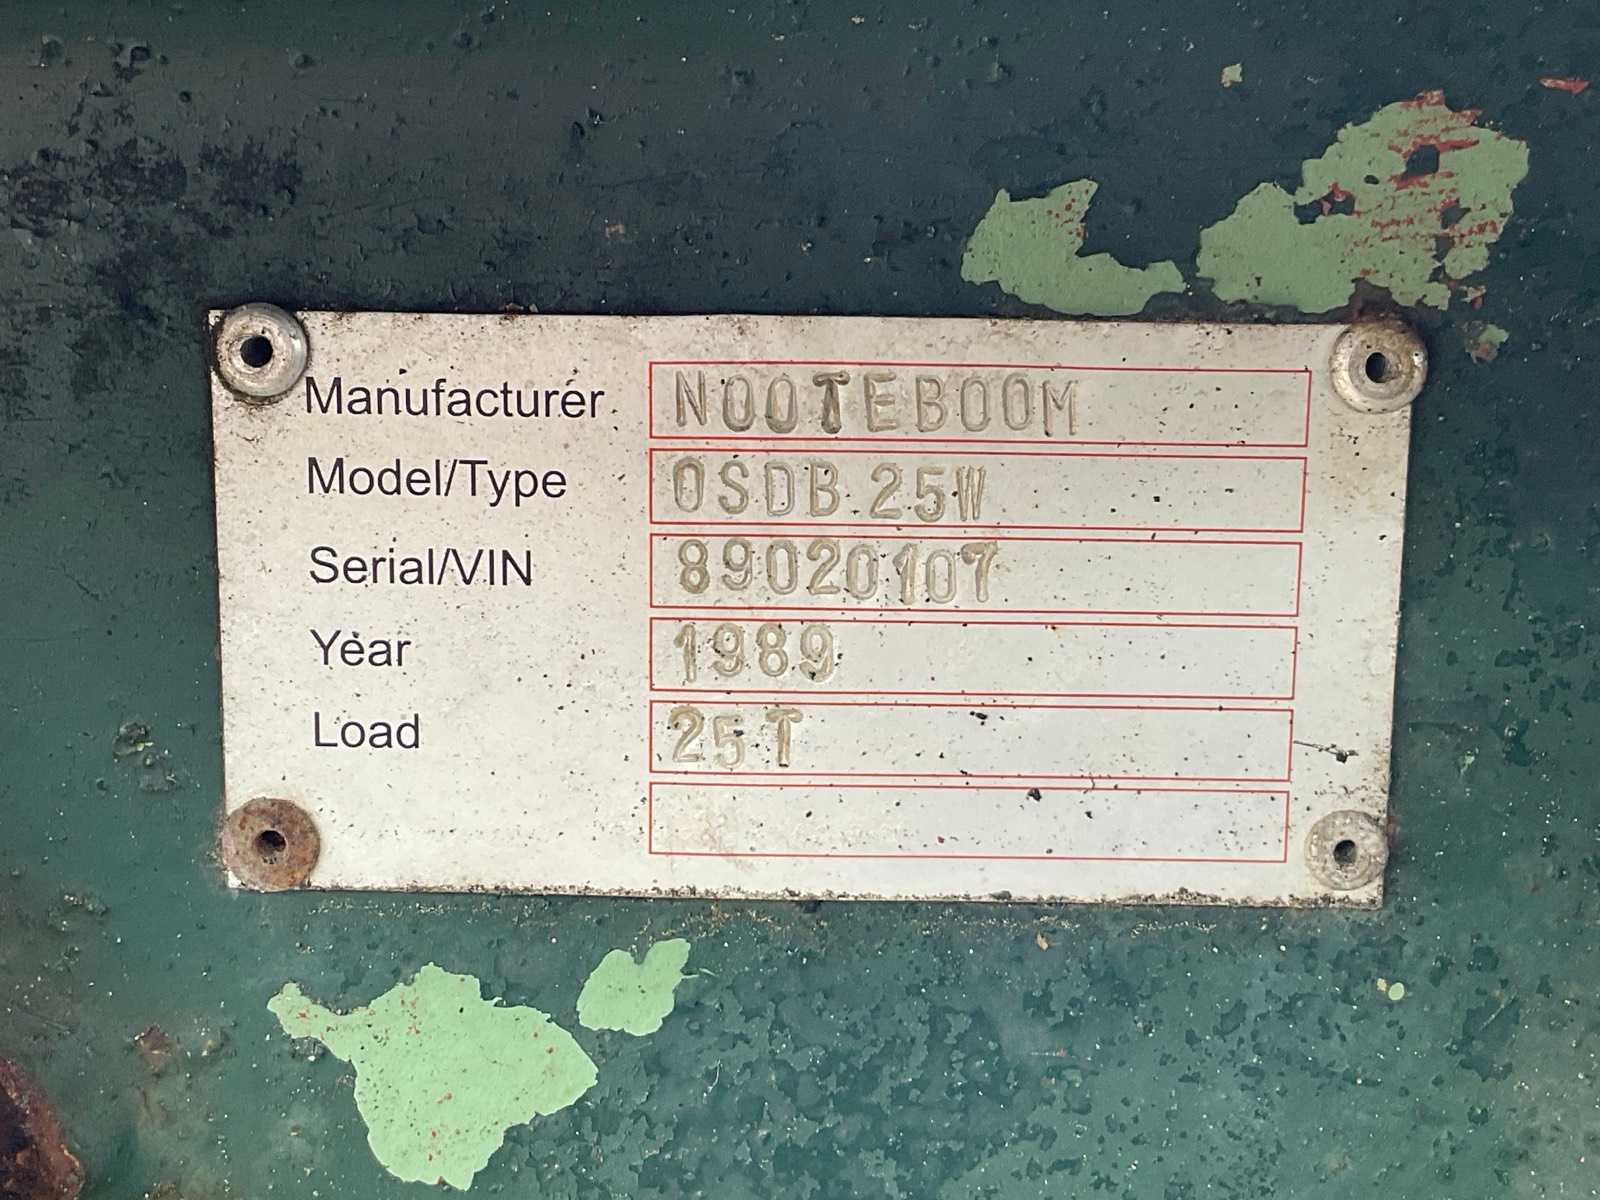 Manufacturer NOOTEBOOM
Model/Type OSDB 25W
Serial/VIN 89020107
Year 1989
Load 25T